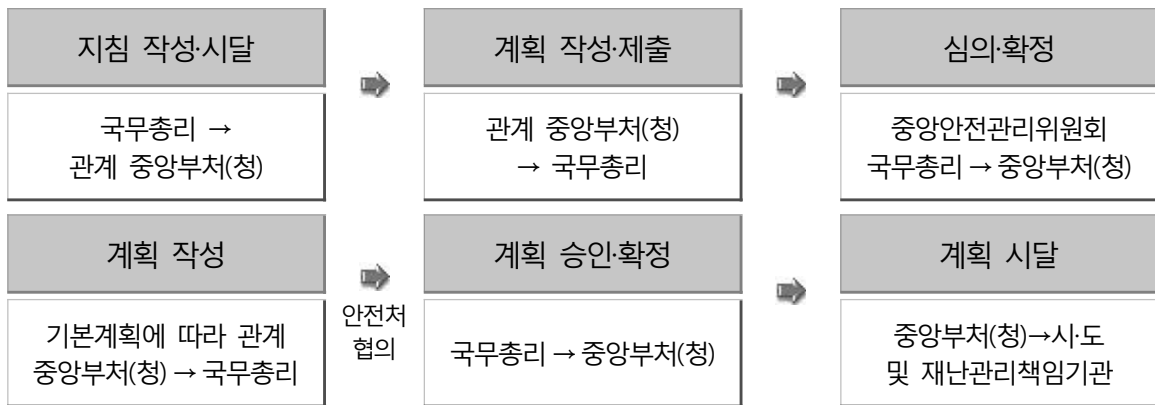 지침 작성·시달
국무총리 →
관계 중앙부처(청)
계획 작성·제출
관계 중앙부처(청)
→ 국무총리
심의·확정
중앙안전관리위원회
국무총리 → 중앙부처(청)
계획 작성
기본계획에 따라 관계
중앙부처(청) → 국무총리
안전처
협의
계획 승인·확정
국무총리 → 중앙부처(청)
계획 시달
중앙부처(청)→시·도
및 재난관리책임기관